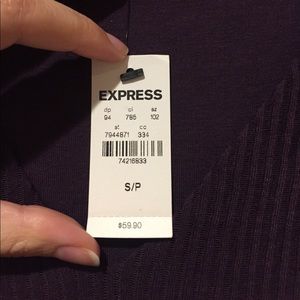 EXPRESS
dp cl sz
94 785 102
st cc
7944871 334
74216833
S/P
$59.90